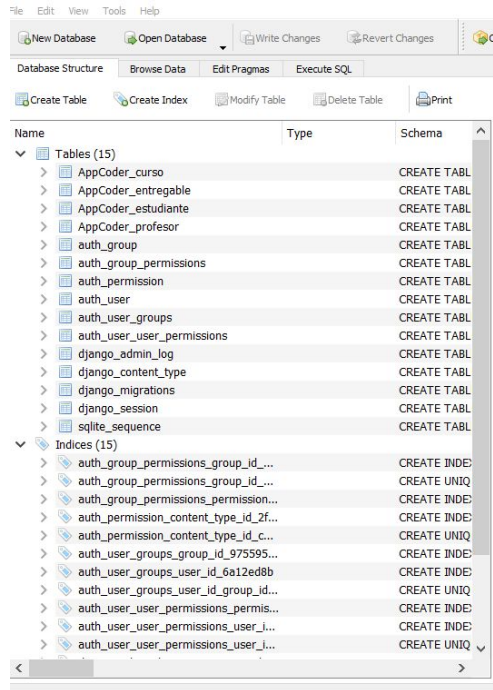 File Edit View Tools Help
New Database Open Database Write Changes Revert Changes
Database Structure Browse Data Edit Pragmas Execute SQL
Create Table Create Index Modify Table Delete Table Print
Name Type Schema
Tables (15)
AppCoder_curso CREATE TABL
AppCoder_entregable CREATE TABL
AppCoder_estudiante CREATE TABL
AppCoder_profesor CREATE TABL
auth_group CREATE TABL
auth_group_permissions CREATE TABL
auth_permission CREATE TABL
auth_user CREATE TABL
auth_user_groups CREATE TABL
auth_user_user_permissions CREATE TABL
django_admin_log CREATE TABL
django_content_type CREATE TABL
django_migrations CREATE TABL
django_session CREATE TABL
sqlite_sequence CREATE TABL
Indices (15)
auth_group_permissions_group_id_... CREATE INDE
auth_group_permissions_group_id_... CREATE UNIQ
auth_group_permissions_permission... CREATE INDE
auth_permission_content_type_id_2f... CREATE INDE
auth_permission_content_type_id_c... CREATE UNIQ
auth_user_groups_group_id_975595... CREATE INDE
auth_user_groups_user_id_6a12ed8b CREATE INDE
auth_user_groups_user_id_group_id... CREATE UNIQ
auth_user_user_permissions_permis... CREATE INDE
auth_user_user_permissions_user_i... CREATE INDE
auth_user_user_permissions_user_i... CREATE UNIQ